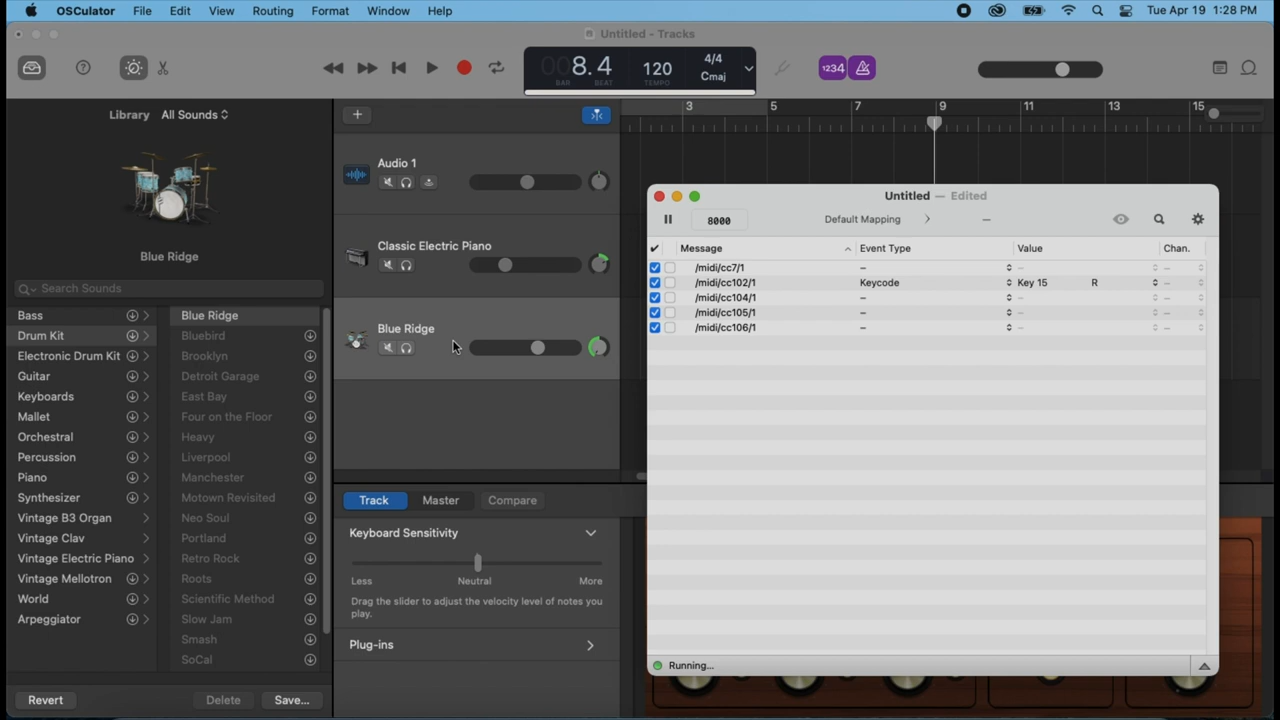 OSCulator File Edit View Routing Format Window Help Tue Apr 19 1:28 PM
Untitled - Tracks
008.4 120 4/4 Cmaj 1234
BAR BEAT TEMPO
Library All Sounds
3 5 7 9 11 13 15
Audio 1
Classic Electric Piano
Blue Ridge
Blue Ridge
Search Sounds
Bass
Drum Kit
Electronic Drum Kit
Guitar
Keyboards
Mallet
Orchestral
Percussion
Piano
Synthesizer
Vintage B3 Organ
Vintage Clav
Vintage Electric Piano
Vintage Mellotron
World
Arpeggiator
Blue Ridge
Bluebird
Brooklyn
Detroit Garage
East Bay
Four on the Floor
Heavy
Liverpool
Manchester
Motown Revisited
Neo Soul
Portland
Retro Rock
Roots
Scientific Method
Slow Jam
Smash
SoCal
Revert Delete Save...
Track Master Compare
Keyboard Sensitivity
Less Neutral More
Drag the slider to adjust the velocity level of notes you
play.
Plug-ins
Untitled — Edited
8000 Default Mapping –
Message Event Type Value Chan.
/midi/cc7/1 – – –
/midi/cc102/1 Keycode Key 15 R –
/midi/cc104/1 – – –
/midi/cc105/1 – – –
/midi/cc106/1 – – –
Running...